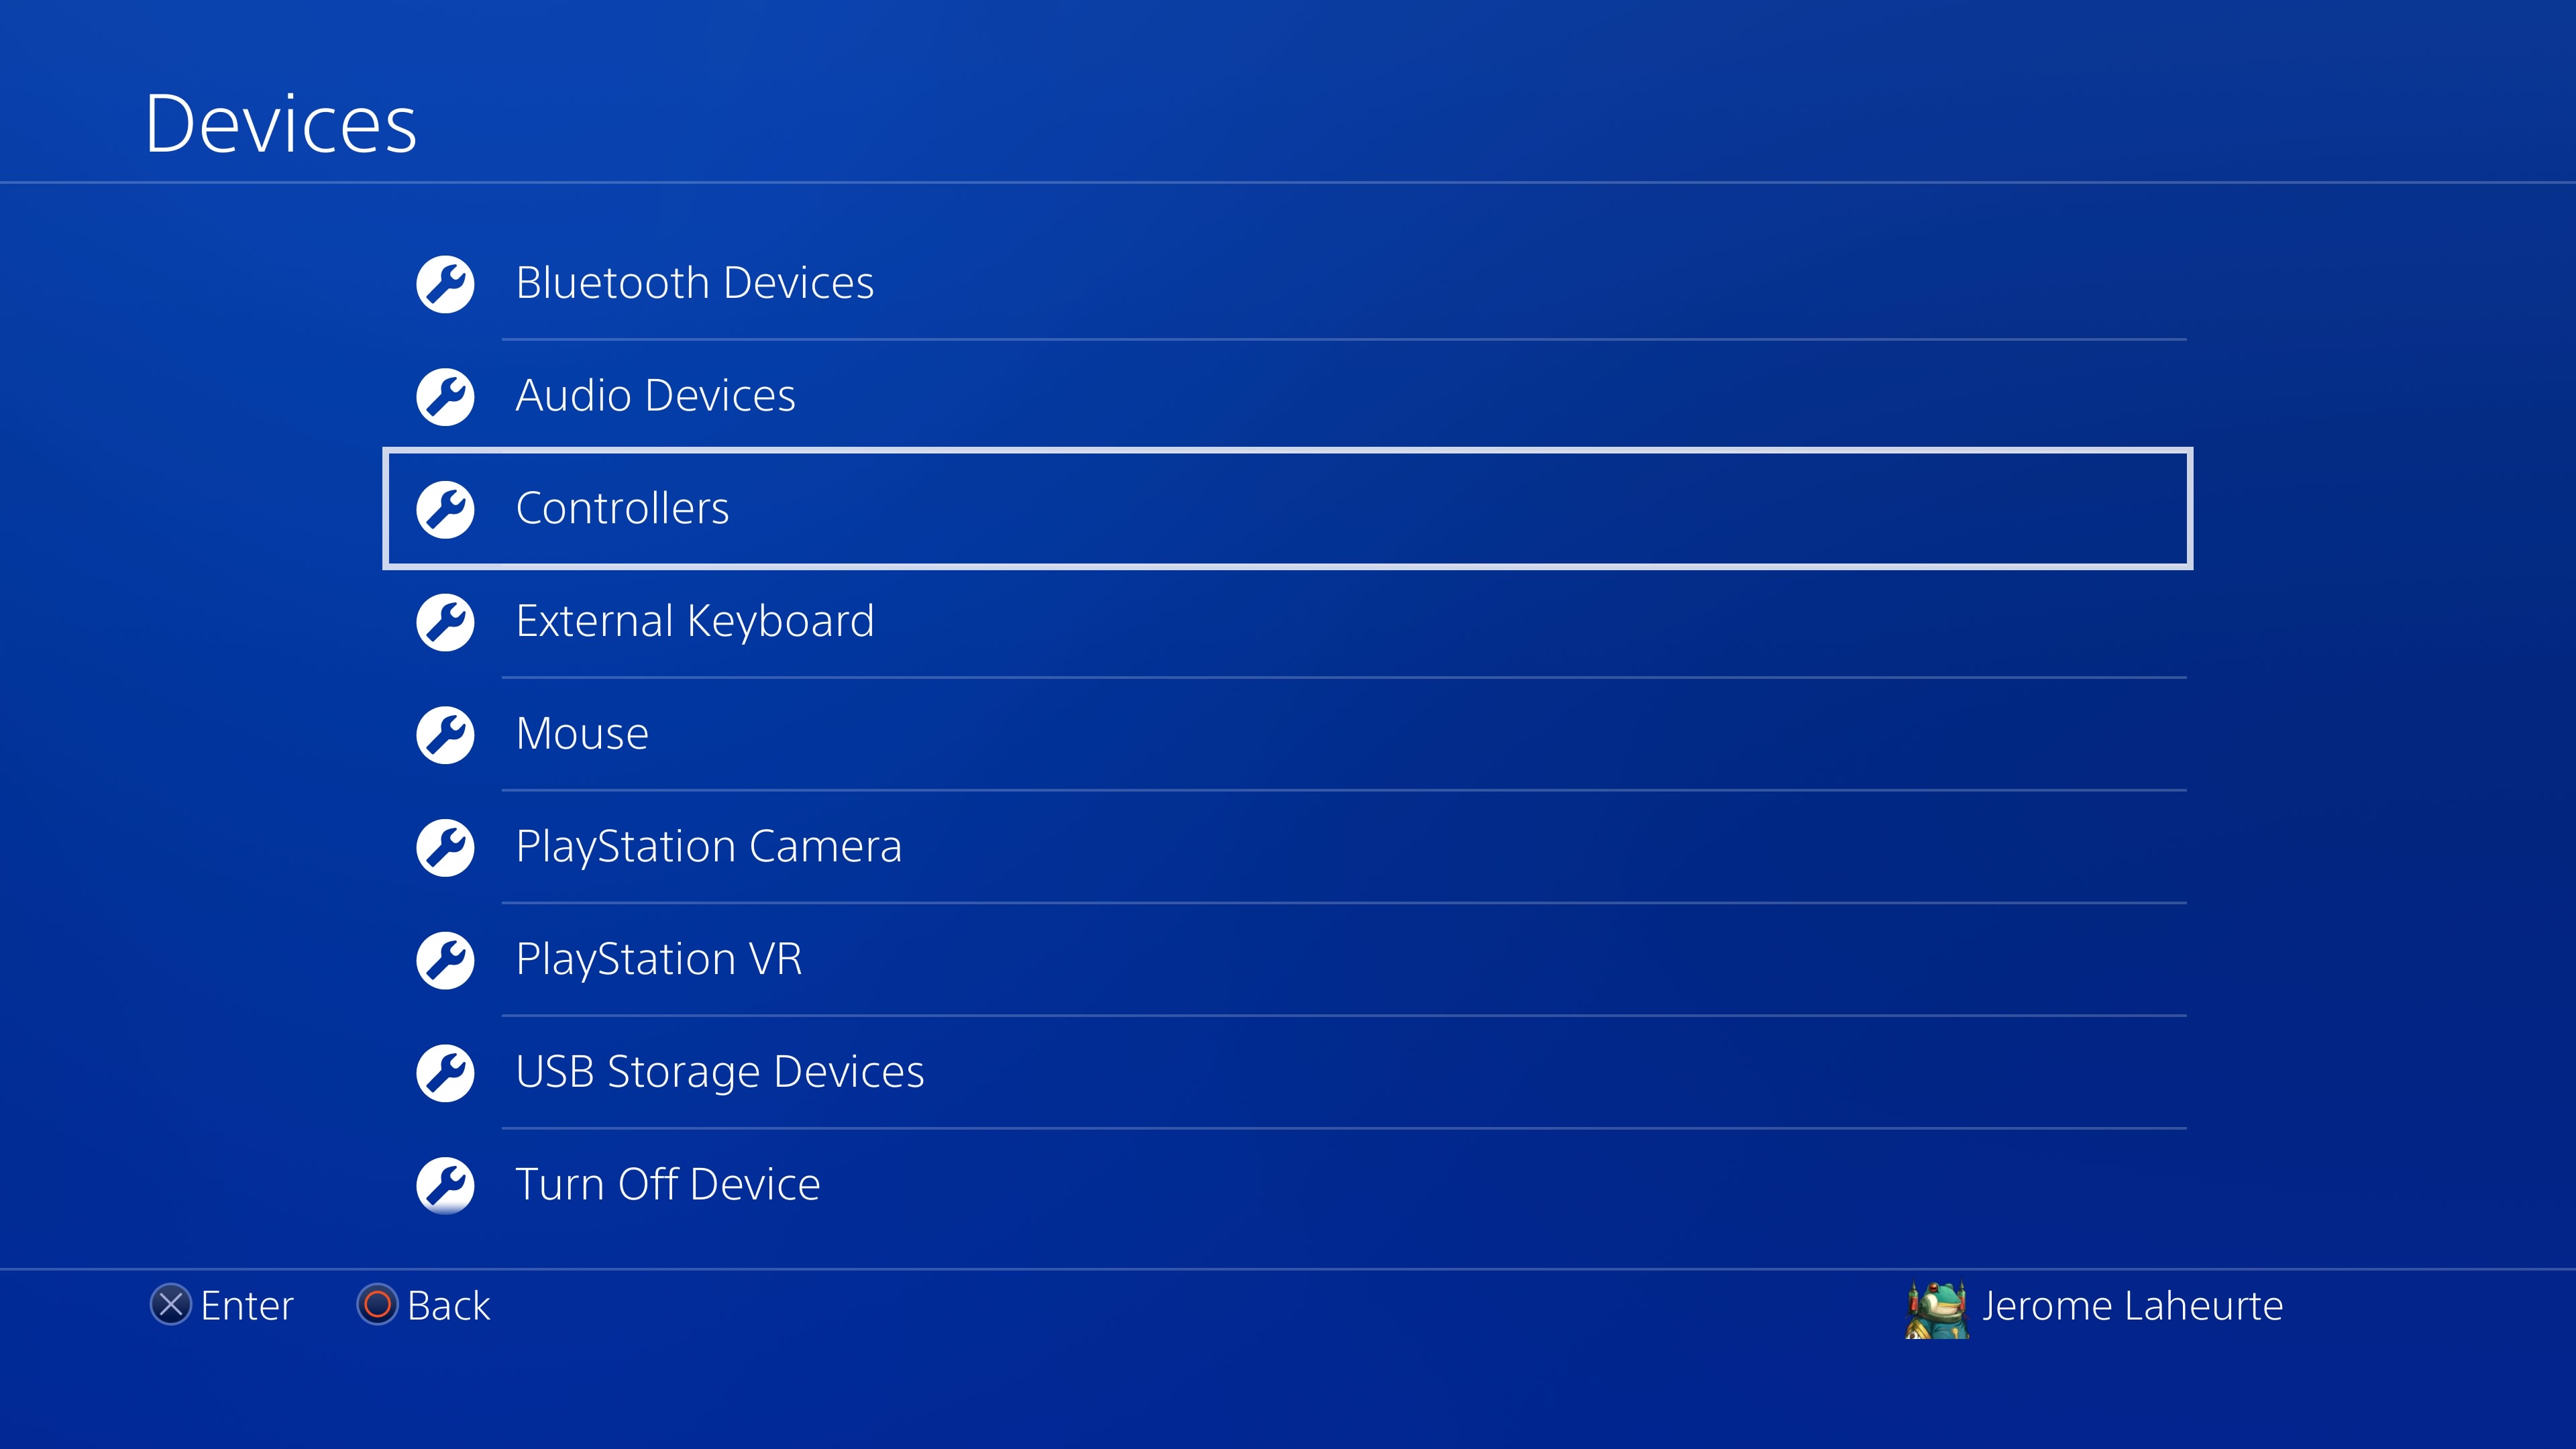 Devices
Bluetooth Devices
Audio Devices
Controllers
External Keyboard
Mouse
PlayStation Camera
PlayStation VR
USB Storage Devices
Turn Off Device
Enter
Back
Jerome Laheurte